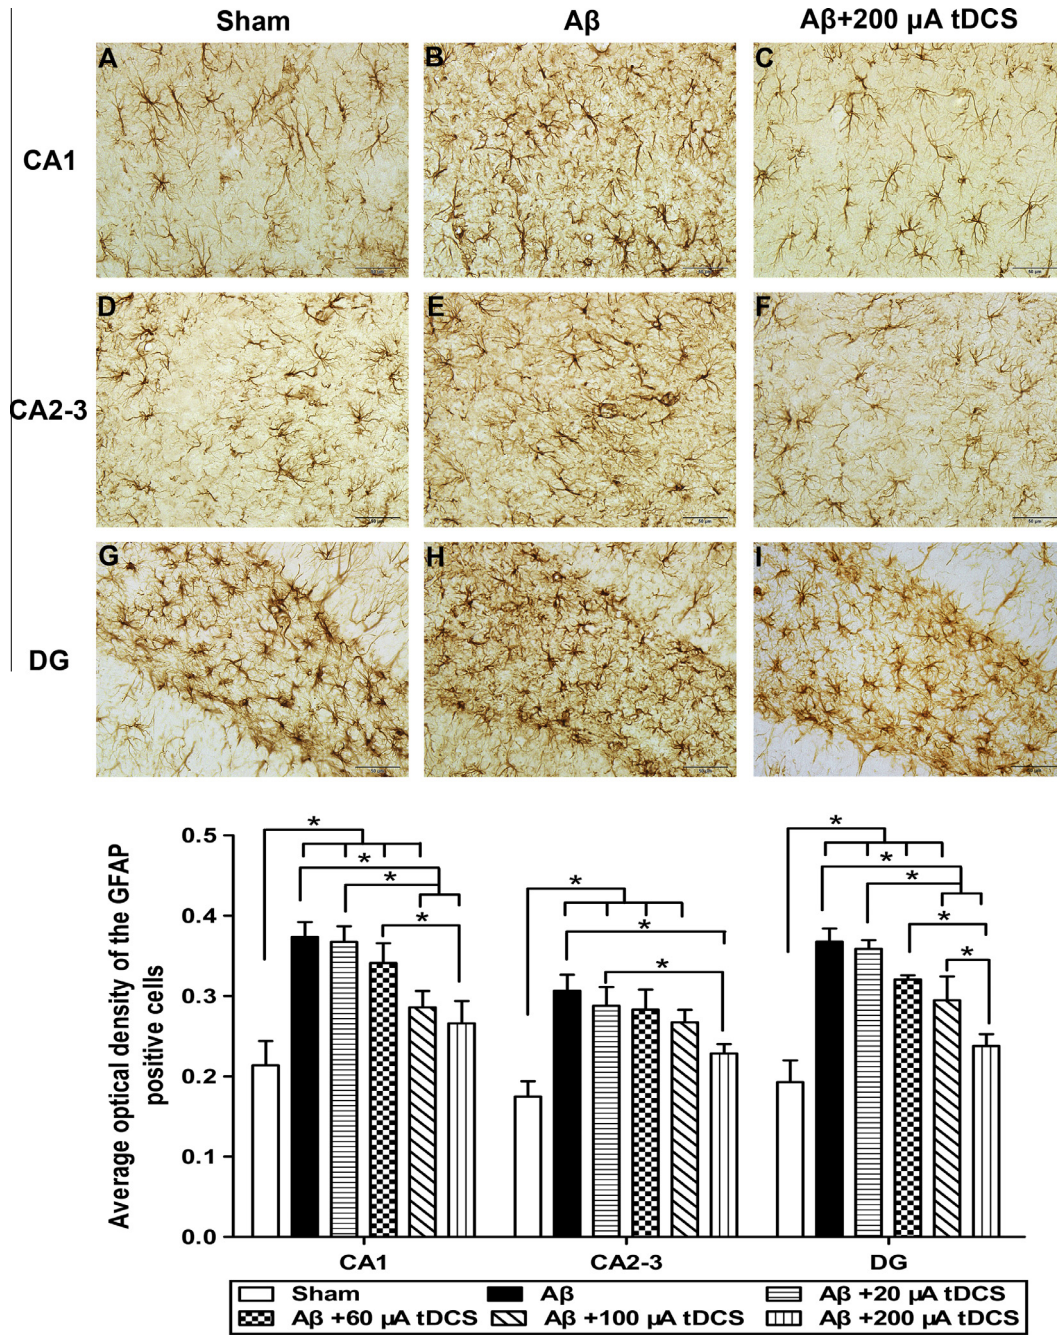 Sham Aβ Aβ+200 µA tDCS
A B C
CA1
D E F
CA2-3
G H I
DG
50 µm
Average optical density of the GFAP
positive cells
0.5
0.4
0.3
0.2
0.1
0.0
* * * *
* * *
* * * * *
CA1 CA2-3 DG
Sham Aβ Aβ +20 µA tDCS
Aβ +60 µA tDCS Aβ +100 µA tDCS Aβ +200 µA tDCS